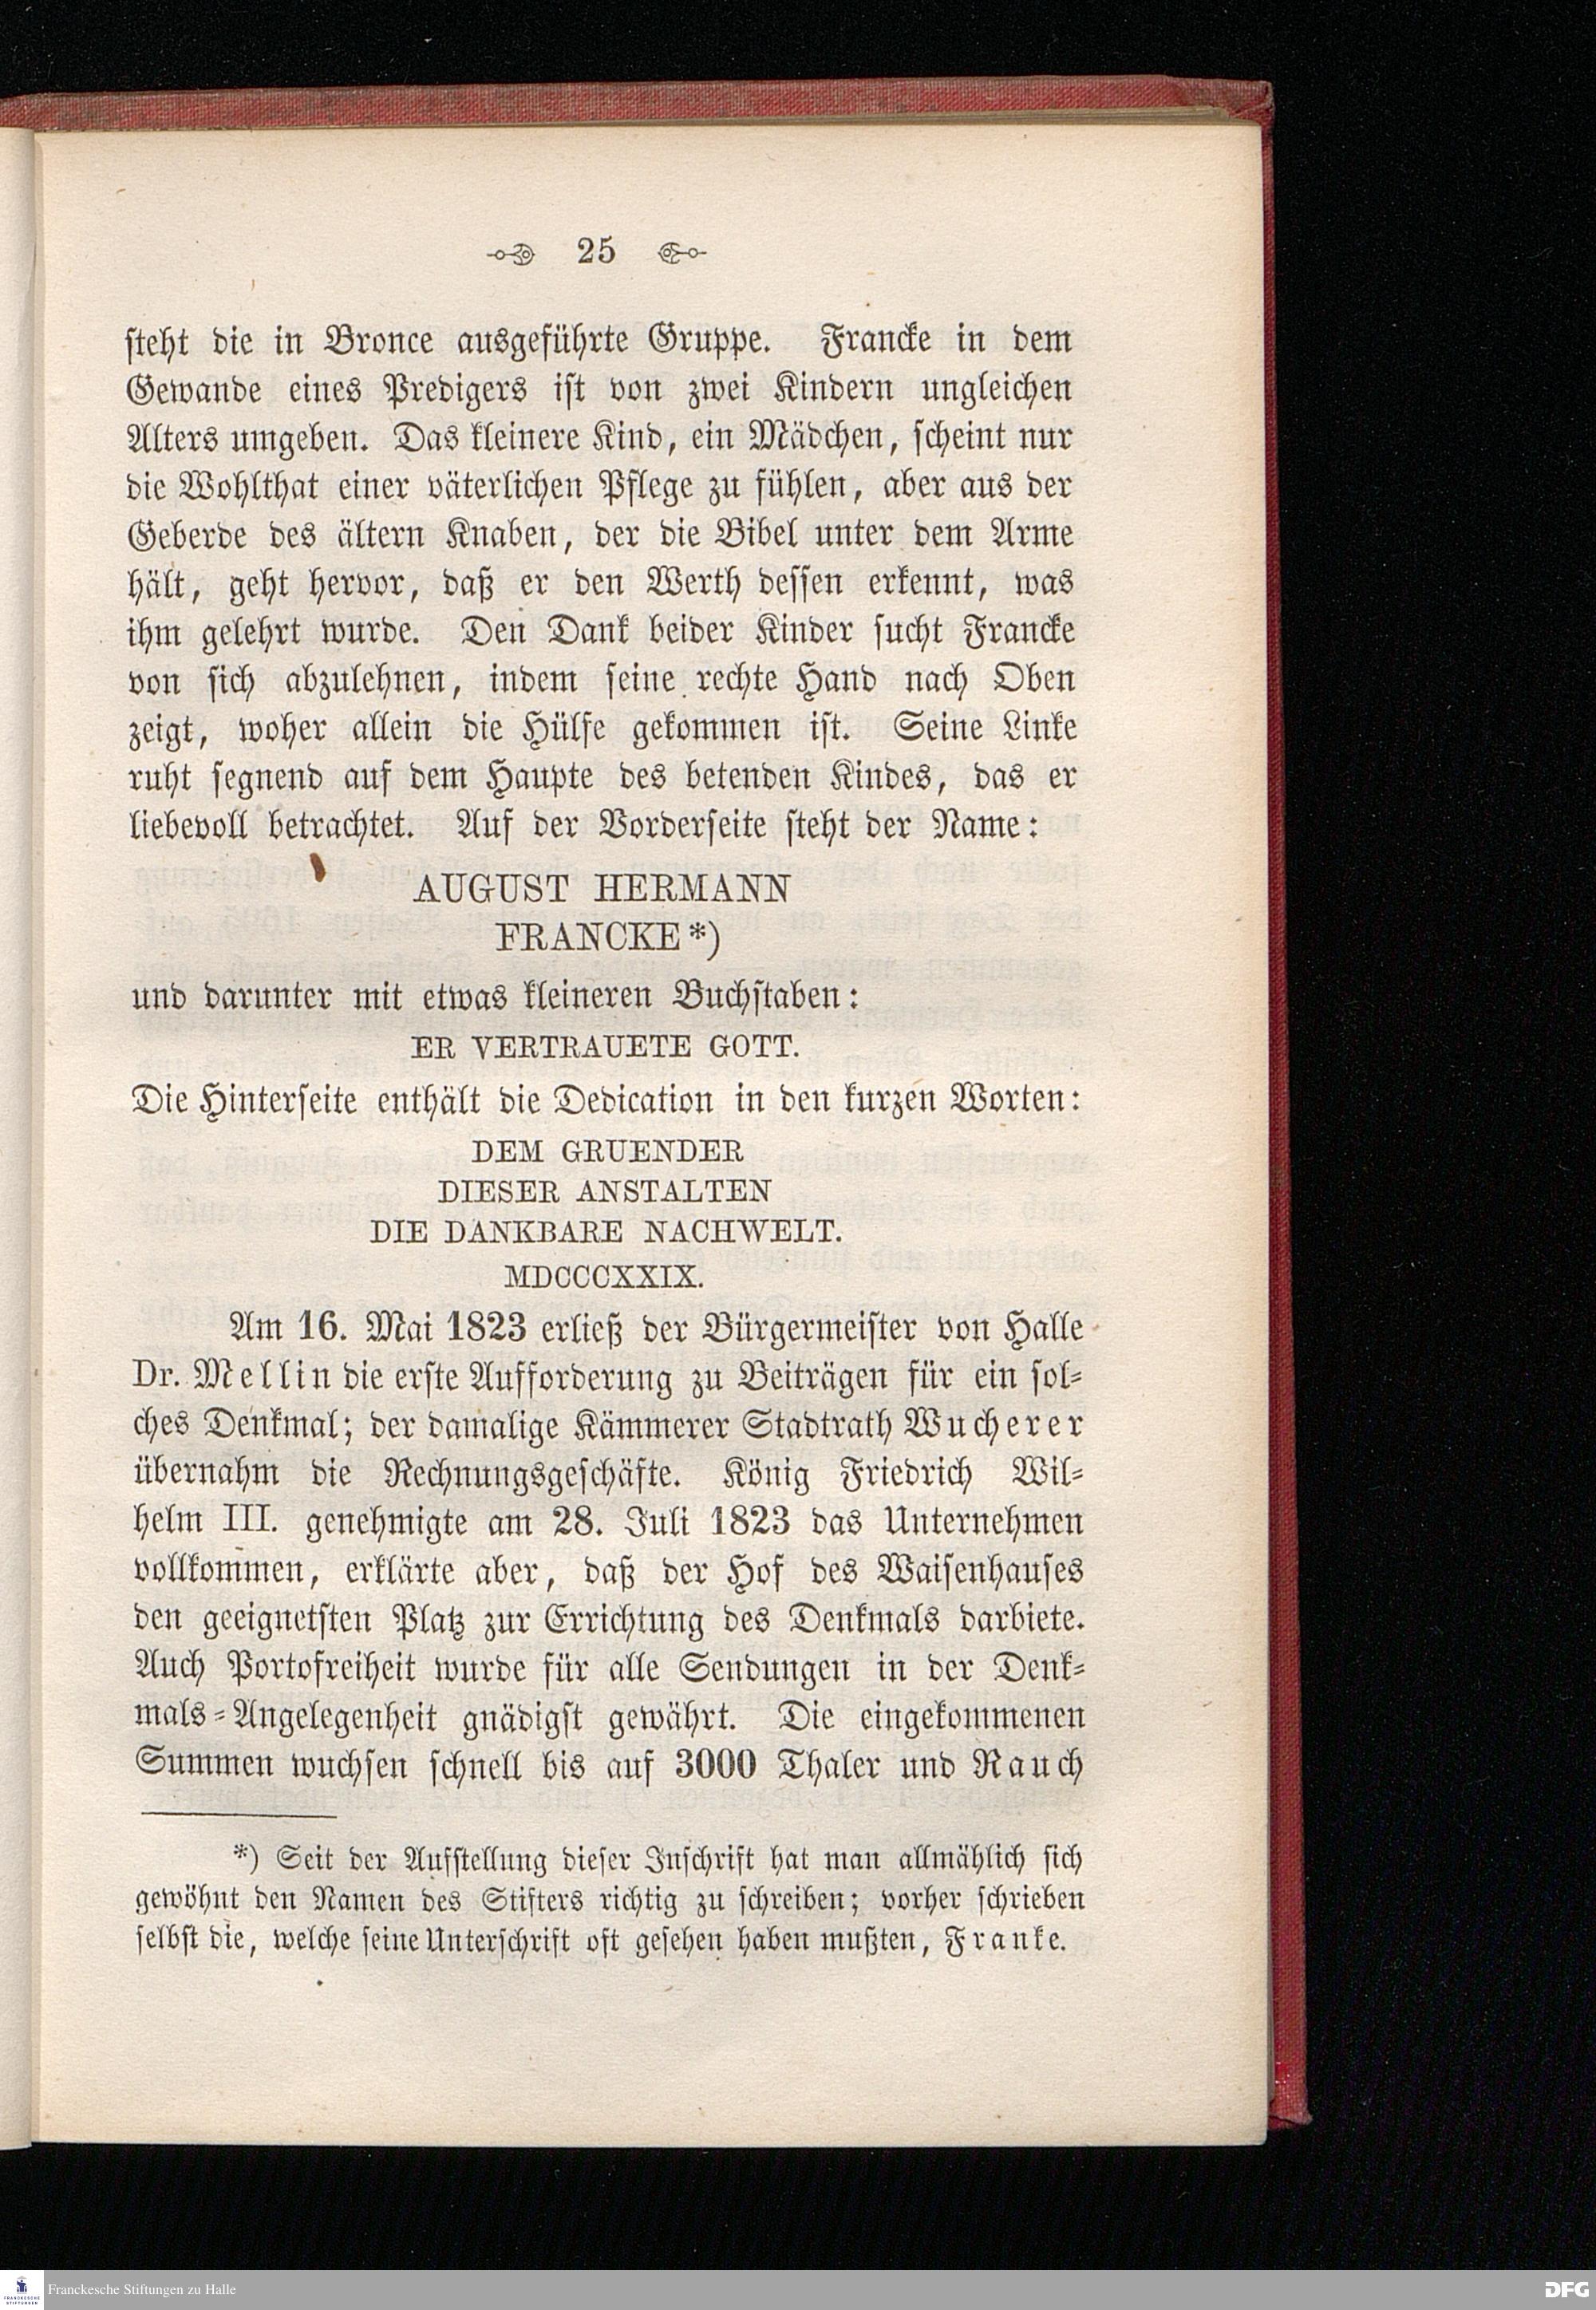 25
steht die in Bronce ausgeführte Gruppe. Francke in dem
Gewande eines Predigers ist von zwei Kindern ungleichen
Alters umgeben. Das kleinere Kind, ein Mädchen, scheint nur
die Wohlthat einer väterlichen Pflege zu fühlen, aber aus der
Geberde des ältern Knaben, der die Bibel unter dem Arme
hält, geht hervor, daß er den Werth dessen erkennt, was
ihm gelehrt wurde. Den Dank beider Kinder sucht Francke
von sich abzulehnen, indem seine rechte Hand nach Oben
zeigt, woher allein die Hülfe gekommen ist. Seine Linke
ruht segnend auf dem Haupte des betenden Kindes, das er
liebevoll betrachtet. Auf der Vorderseite steht der Name:
AUGUST HERMANN
FRANCKE*)
und darunter mit etwas kleineren Buchstaben:
ER VERTRAUETE GOTT.
Die Hinterseite enthält die Dedication in den kurzen Worten:
DEM GRUENDER
DIESER ANSTALTEN
DIE DANKBARE NACHWELT.
MDCCCXXIX.
Am 16. Mai 1823 erließ der Bürgermeister von Halle
Dr. Mellin die erste Aufforderung zu Beiträgen für ein sol-
ches Denkmal; der damalige Kämmerer Stadtrath Wucherer
übernahm die Rechnungsgeschäfte. König Friedrich Wil-
helm III. genehmigte am 28. Juli 1823 das Unternehmen
vollkommen, erklärte aber, daß der Hof des Waisenhauses
den geeignetsten Platz zur Errichtung des Denkmals darbiete.
Auch Portofreiheit wurde für alle Sendungen in der Denk-
mals-Angelegenheit gnädigst gewährt. Die eingekommenen
Summen wuchsen schnell bis auf 3000 Thaler und Rauch
*) Seit der Aufstellung dieser Inschrift hat man allmählich sich
gewöhnt den Namen des Stifters richtig zu schreiben; vorher schrieben
selbst die, welche seine Unterschrift oft gesehen haben mußten, Franke.
FRANCKESCHE
STIFTUNGEN
Franckesche Stiftungen zu Halle
DFG